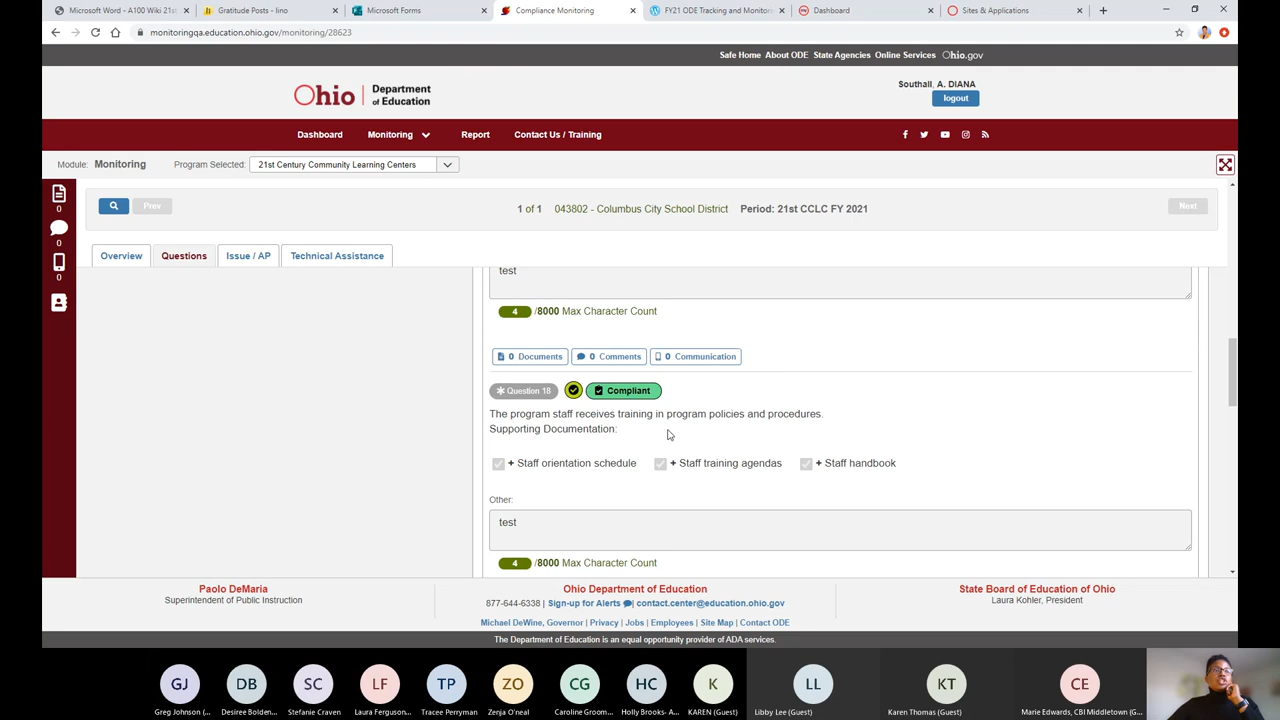 Microsoft Word - A100 Wiki 21st
Gratitude Posts - lino
Microsoft Forms
Compliance Monitoring
FY21 ODE Tracking and Monitorin
Dashboard
Sites & Applications
monitoringqa.education.ohio.gov/monitoring/28623
Safe Home About ODE State Agencies Online Services Ohio.gov
Ohio Department of Education
Southall, A. DIANA
logout
Dashboard Monitoring Report Contact Us / Training
Module: Monitoring Program Selected: 21st Century Community Learning Centers
0
0
0
Prev
1 of 1 043802 - Columbus City School District Period: 21st CCLC FY 2021
Next
Overview Questions Issue / AP Technical Assistance
test
4 /8000 Max Character Count
0 Documents 0 Comments 0 Communication
Question 18 Compliant
The program staff receives training in program policies and procedures.
Supporting Documentation:
+ Staff orientation schedule + Staff training agendas + Staff handbook
Other:
test
4 /8000 Max Character Count
Paolo DeMaria
Superintendent of Public Instruction
Ohio Department of Education
877-644-6338 | Sign-up for Alerts | contact.center@education.ohio.gov
Michael DeWine, Governor | Privacy | Jobs | Employees | Site Map | Contact ODE
State Board of Education of Ohio
Laura Kohler, President
The Department of Education is an equal opportunity provider of ADA services.
GJ DB SC LF TP ZO CG HC K LL KT CE
Greg Johnson (... Desiree Bolden... Stefanie Craven Laura Ferguson... Tracee Perryman Zenja O'neal Caroline Groom... Holly Brooks- A... KAREN (Guest) Libby Lee (Guest) Karen Thomas (Guest) Marie Edwards, CBI Middletown (G...